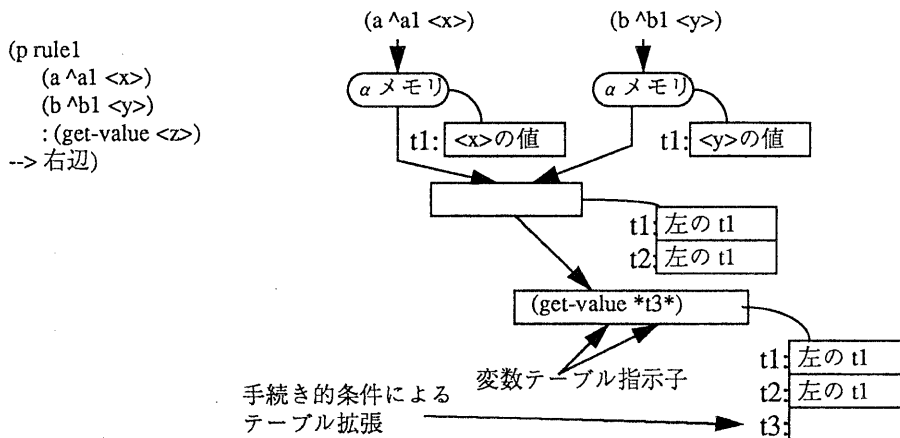 (p rule1
(a ^a1 <x>)
(b ^b1 <y>)
: (get-value <z>)
--> 右辺)
(a ^a1 <x>)
(b ^b1 <y>)
α メモリ
α メモリ
t1: <x>の値
t1: <y>の値
t1: 左の t1
t2: 左の t1
(get-value *t3*)
変数テーブル指示子
t1: 左の t1
t2: 左の t1
t3:
手続き的条件による
テーブル拡張